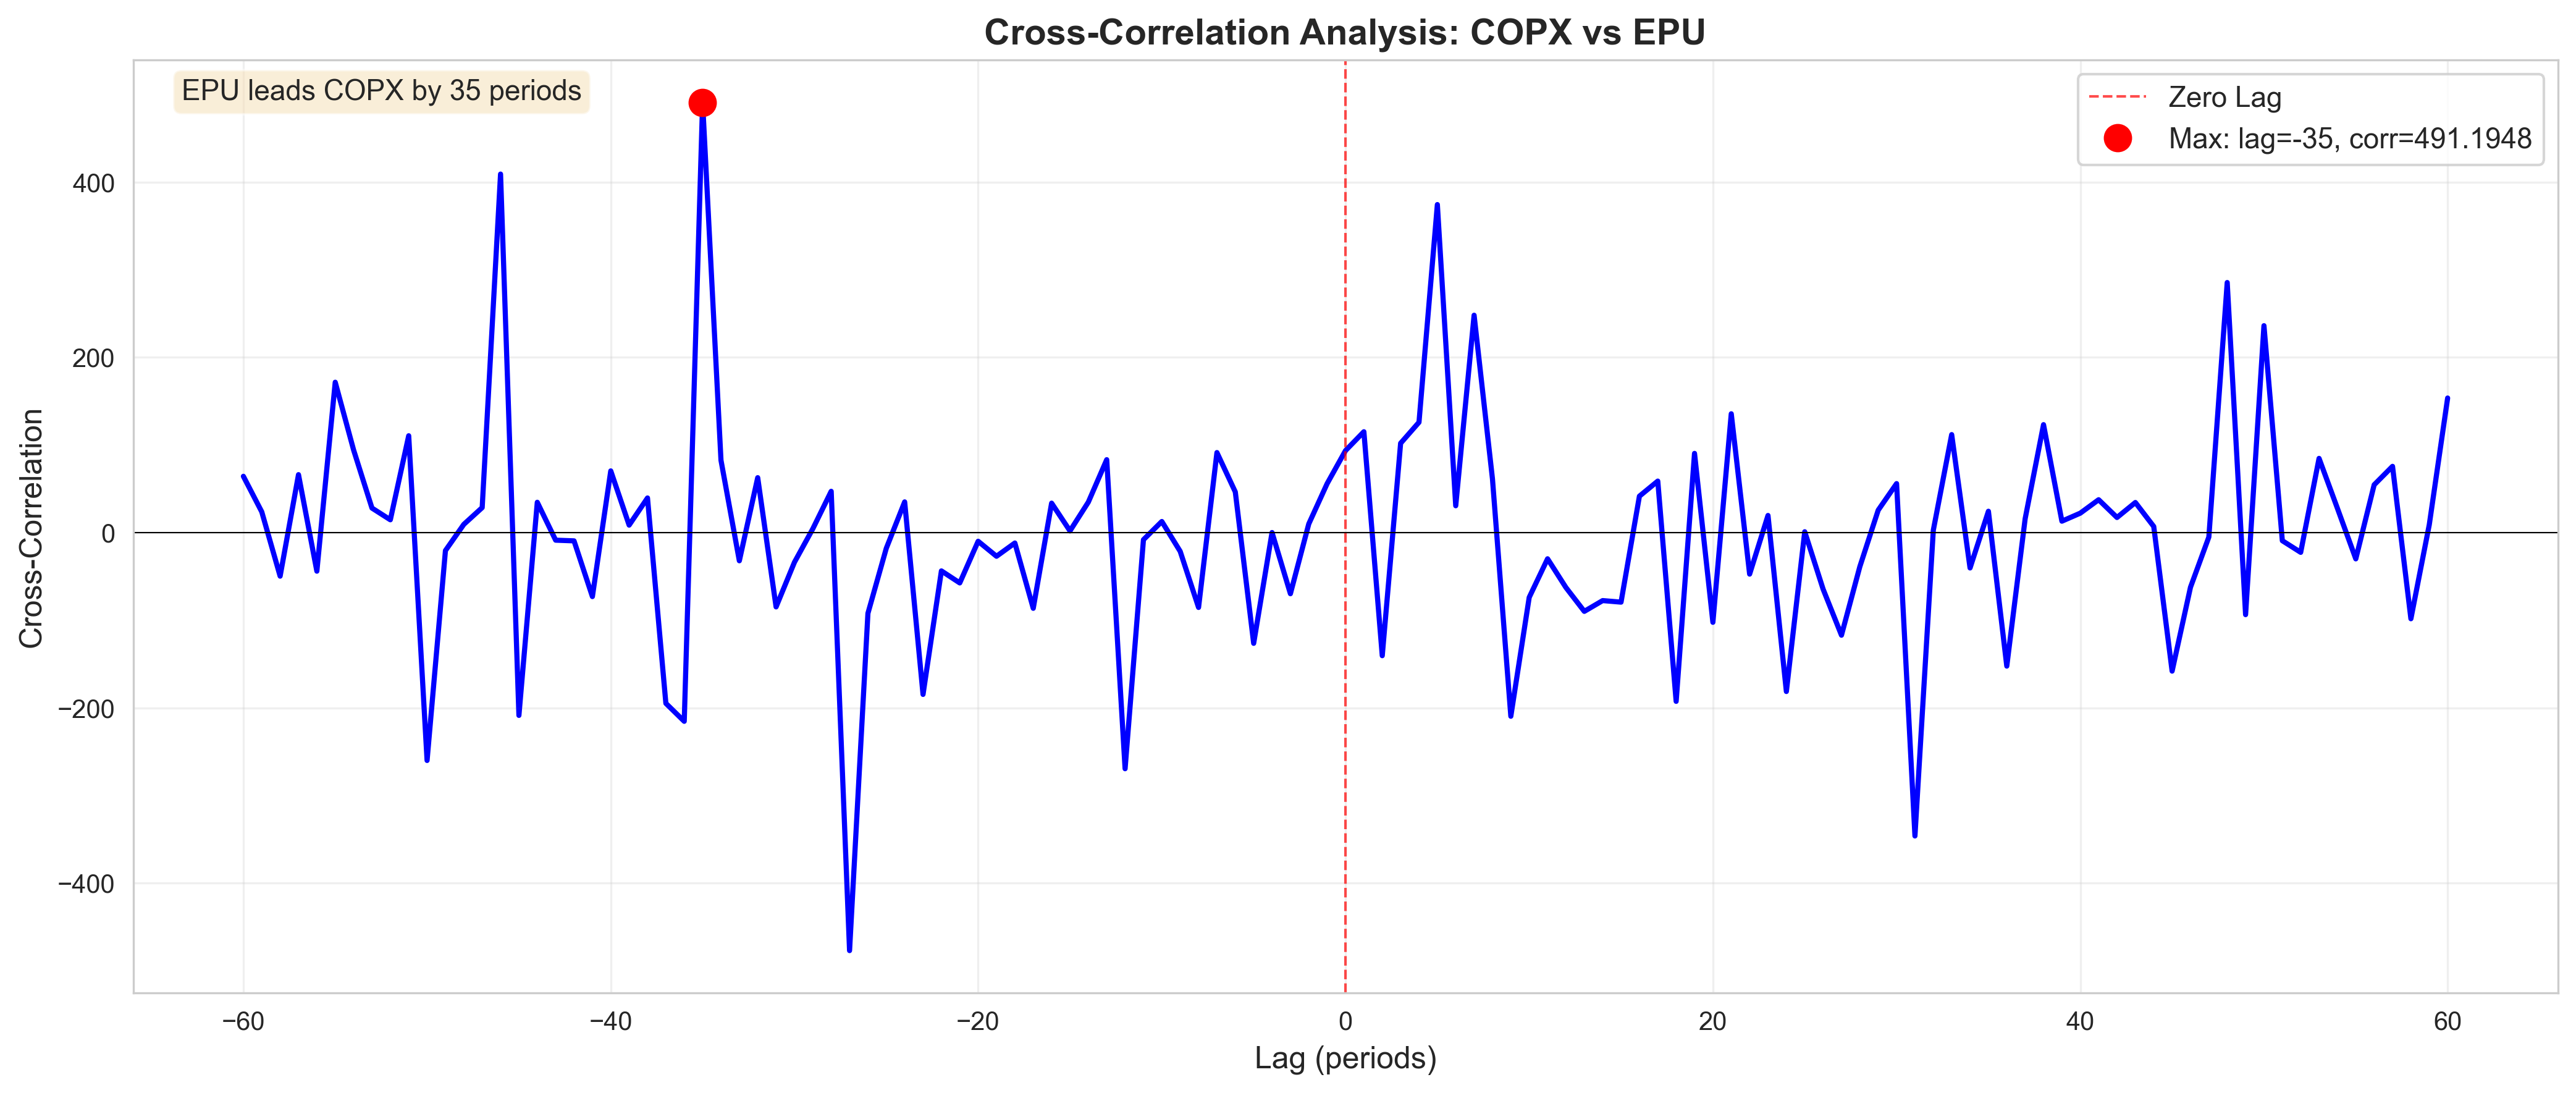 Cross-Correlation Analysis: COPX vs EPU
EPU leads COPX by 35 periods
Zero Lag
Max: lag=-35, corr=491.1948
Cross-Correlation
400
200
0
−200
−400
−60
−40
−20
0
20
40
60
Lag (periods)